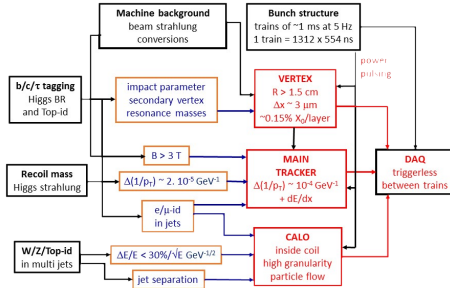 Machine background
beam strahlung
conversions
Bunch structure:
trains of ~1 ms at 5 Hz
1 train = 1312 x 554 ns
power
pulsing
b/c/τ tagging
Higgs BR
and Top-id
impact parameter
secondary vertex
resonance masses
VERTEX
R > 1.5 cm
Δx ~ 3 μm
~0.15% X₀/layer
B > 3 T
MAIN
TRACKER
Δ(1/pT) ~ 10⁻⁴ GeV⁻¹
+ dE/dx
DAQ
triggerless
between trains
Recoil mass
Higgs strahlung
Δ(1/pT) ~ 2. 10⁻⁵ GeV⁻¹
e/μ-id
in jets
CALO
inside coil
high granularity
particle flow
W/Z/Top-id
in multi jets
ΔE/E < 30%/√E GeV⁻¹/²
jet separation